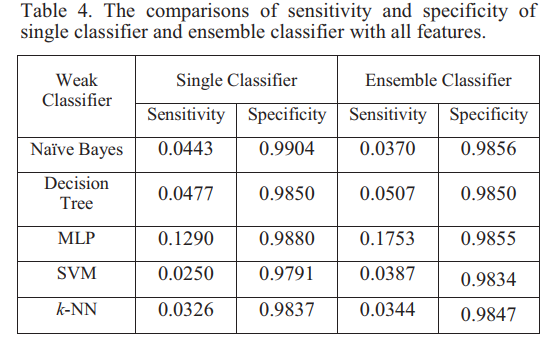 Table 4. The comparisons of sensitivity and specificity of
single classifier and ensemble classifier with all features.
Weak Classifier Single Classifier Ensemble Classifier
Sensitivity Specificity Sensitivity Specificity
Naïve Bayes 0.0443 0.9904 0.0370 0.9856
Decision Tree 0.0477 0.9850 0.0507 0.9850
MLP 0.1290 0.9880 0.1753 0.9855
SVM 0.0250 0.9791 0.0387 0.9834
k-NN 0.0326 0.9837 0.0344 0.9847